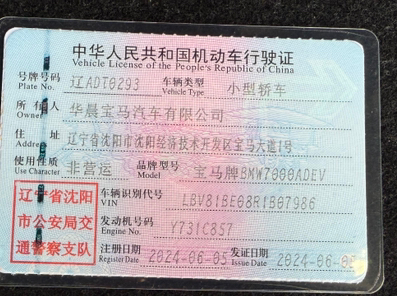 中华人民共和国机动车行驶证
Vehicle License of the People's Republic of China
号牌号码 辽ADT0293 车辆类型 小型轿车
Plate No. Vehicle Type
所有人 华晨宝马汽车有限公司
Owner
住址 辽宁省沈阳市沈阳经济技术开发区宝马大道1号
Address
使用性质 非营运 品牌型号 宝马牌BMW7000ADEV
Use Character Model
辽宁省沈阳
市公安局交
通警察支队
车辆识别代号 LBV81BE08RIB07986
VIN
发动机号码 Y731C857
Engine No.
注册日期 2024-06-05 发证日期
Register Date Issue Date